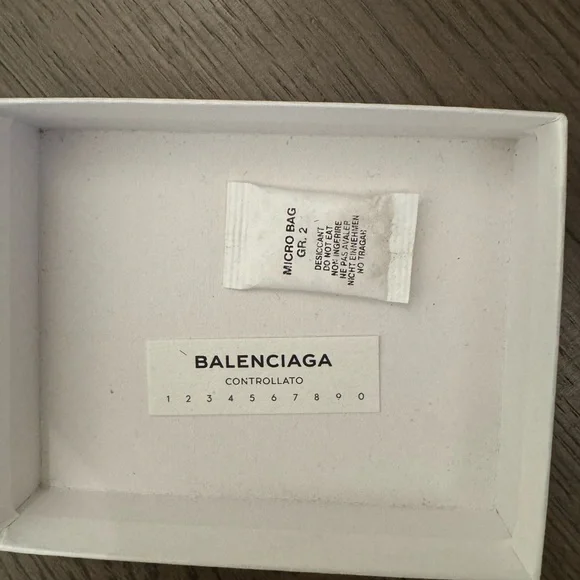 MICRO BAG
GR. 2
DESICCANT
DO NOT EAT
NON INGERIRE
NE PAS AVALER
NICHT EINNEHMEN
NO TRAGAR
BALENCIAGA
CONTROLLATO
1 2 3 4 5 6 7 8 9 0